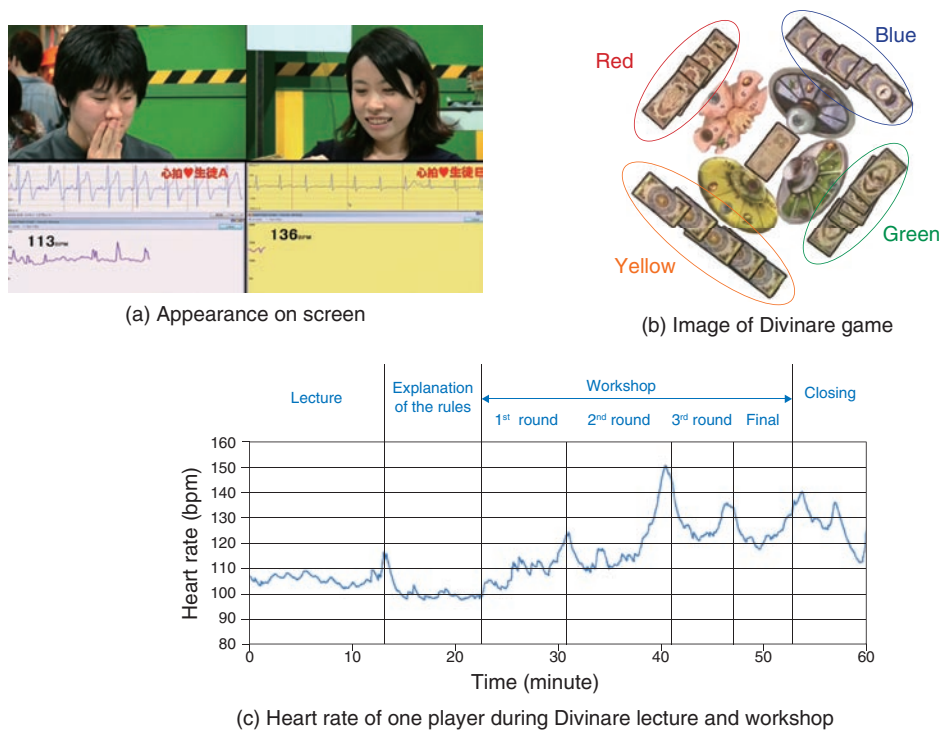 心拍♥生徒A
心拍♥生徒B
113BPM
136BPM
(a) Appearance on screen
Red
Blue
Yellow
Green
(b) Image of Divinare game
Lecture
Explanation
of the rules
Workshop
Closing
1st round
2nd round
3rd round
Final
Heart rate (bpm)
160
150
140
130
120
110
100
90
80
0
10
20
30
40
50
60
Time (minute)
(c) Heart rate of one player during Divinare lecture and workshop